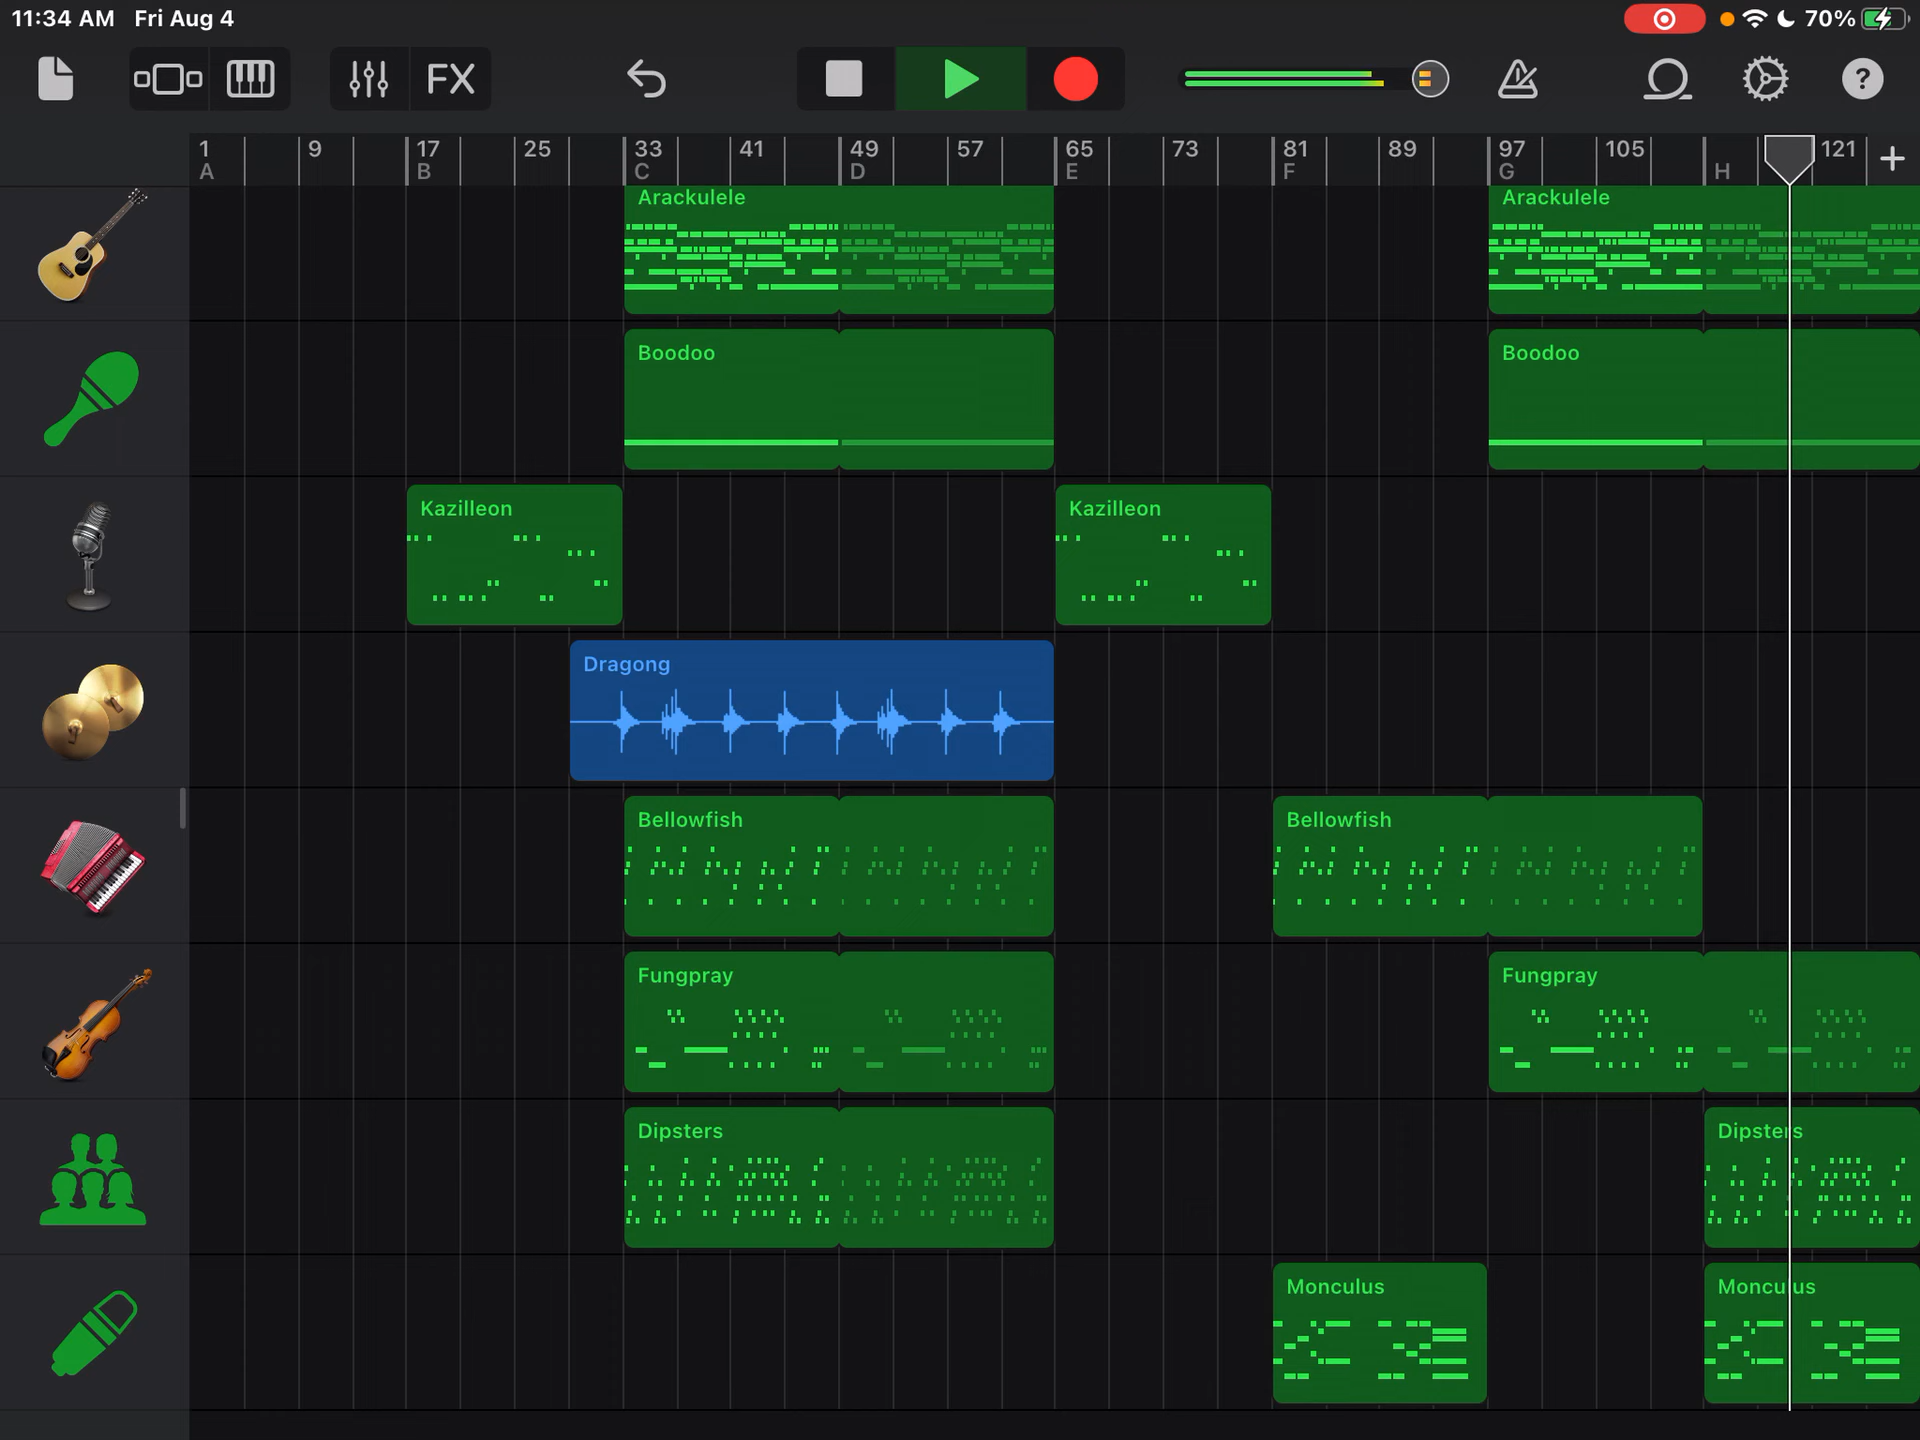 11:34 AM Fri Aug 4 70%
FX ?
1 9 17 25 33 41 49 57 65 73 81 89 97 105 121 +
A B C D E F G H
Arackulele Arackulele
Boodoo Boodoo
Kazilleon Kazilleon
Dragong
Bellowfish Bellowfish
Fungpray Fungpray
Dipsters Dipsters
Monculus Monculus